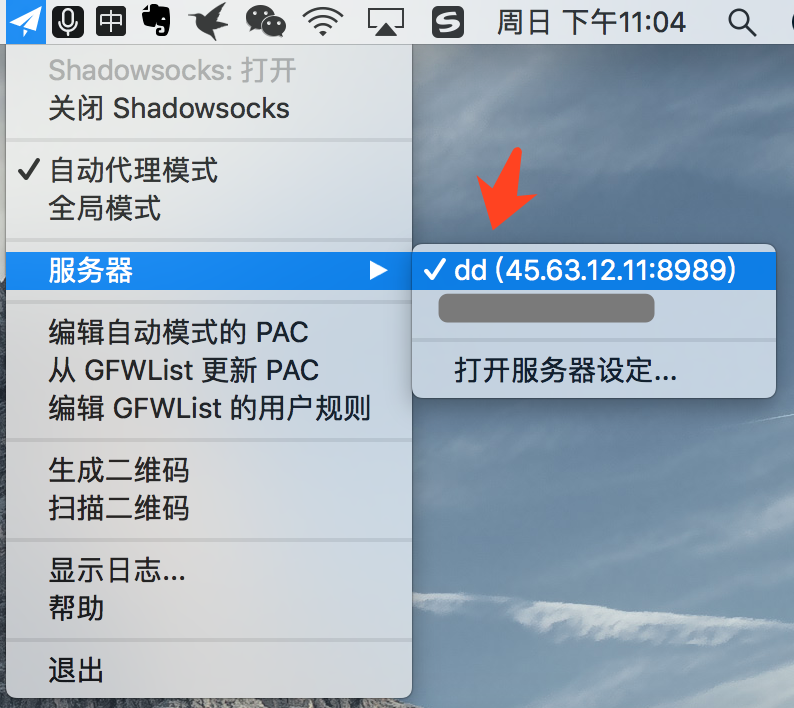 中
S
周日 下午11:04
Shadowsocks: 打开
关闭 Shadowsocks
自动代理模式
全局模式
服务器
dd (45.63.12.11:8989)
打开服务器设定...
编辑自动模式的 PAC
从 GFWList 更新 PAC
编辑 GFWList 的用户规则
生成二维码
扫描二维码
显示日志...
帮助
退出